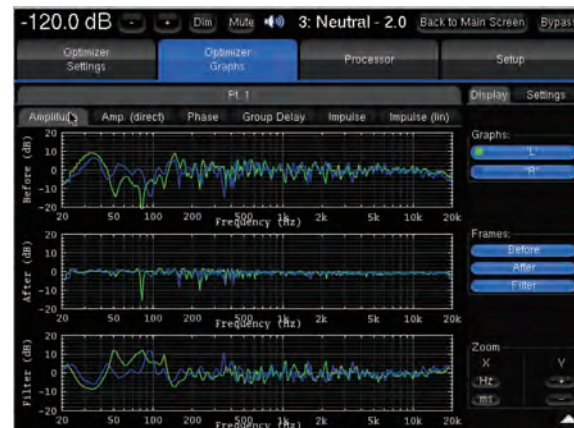 -120.0 dB - + Dim Mute 3: Neutral - 2.0 Back to Main Screen Bypass
Optimizer Settings Optimizer Graphs Processor Setup
Pt. 1 Display Settings
Amplitude Amp. (direct) Phase Group Delay Impulse Impulse (lin)
Graphs:
"L"
"R"
Before (dB)
20
10
0
-10
-20
20 50 100 200 500 1k 2k 5k 10k 20k
Frequency (Hz)
Frames:
Before
After
Filter
After (dB)
20
10
0
-10
-20
20 50 100 200 500 1k 2k 5k 10k 20k
Frequency (Hz)
Zoom
X Y
Hz +
ms -
Filter (dB)
20
10
0
-10
-20
20 50 100 200 500 1k 2k 5k 10k 20k
Frequency (Hz)